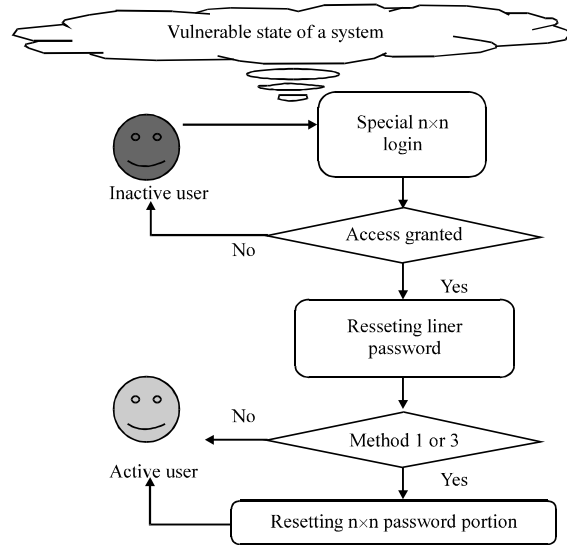 Vulnerable state of a system
Special n×n
login
Inactive user
Access granted
No
Yes
Resseting liner
password
No
Method 1 or 3
Active user
Yes
Resetting n×n password portion